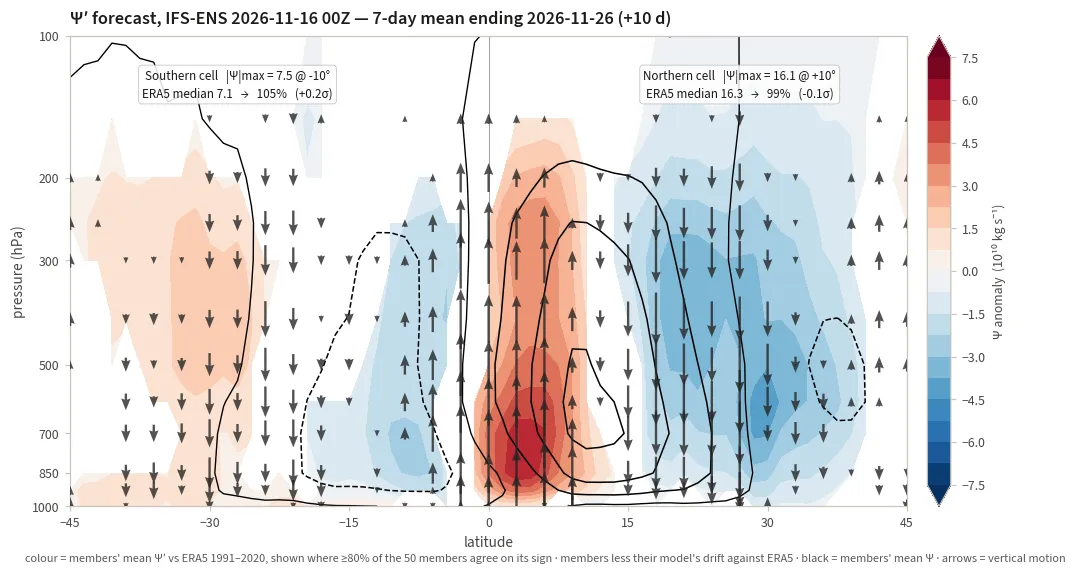 Ψ′ forecast, IFS-ENS 2026-11-16 00Z — 7-day mean ending 2026-11-26 (+10 d)
Southern cell |Ψ|max = 7.5 @ -10°
ERA5 median 7.1 → 105% (+0.2σ)
Northern cell |Ψ|max = 16.1 @ +10°
ERA5 median 16.3 → 99% (-0.1σ)
100
200
300
500
700
850
1000
pressure (hPa)
−45
−30
−15
0
15
30
45
latitude
7.5
6.0
4.5
3.0
1.5
0.0
−1.5
−3.0
−4.5
−6.0
−7.5
Ψ anomaly (10¹⁰ kg s⁻¹)
colour = members' mean Ψ′ vs ERA5 1991–2020, shown where ≥80% of the 50 members agree on its sign · members less their model's drift against ERA5 · black = members' mean Ψ · arrows = vertical motion